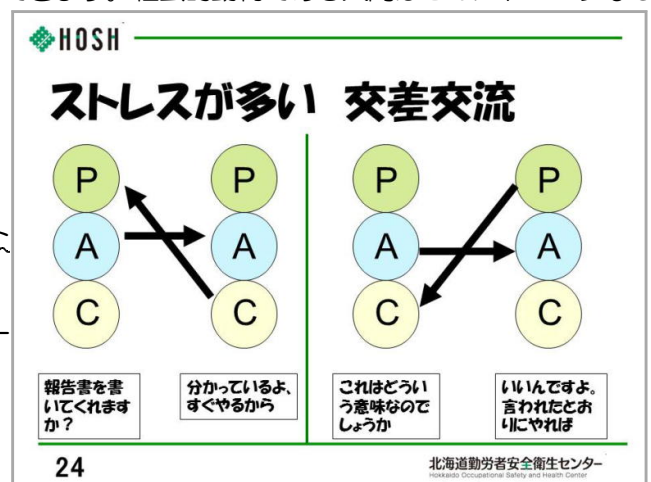 HOSH
ストレスが多い 交差交流
P
A
C
P
A
C
P
A
C
P
A
C
報告書を書
いてくれます
か？
分かっているよ、
すぐやるから
これはどうい
う意味なので
しょうか
いいんですよ。
言われたとお
りにやれば
24
北海道勤労者安全衛生センター
Hokkaido Occupational Safety and Health Center